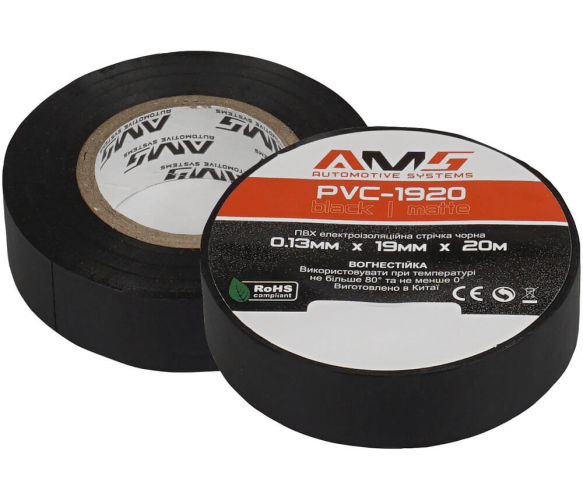 AMS
AUTOMOTIVE SYSTEMS
AMS
AUTOMOTIVE SYSTEMS
PVC-1920
black | matte
ПВХ електроізоляційна стрічка чорна
0.13мм x 19мм x 20м
ВОГНЕСТІЙКА
Використовувати при температурі
не більше 80° та не менше 0°
Виготовлено в Китаї
RoHS
compliant
CE